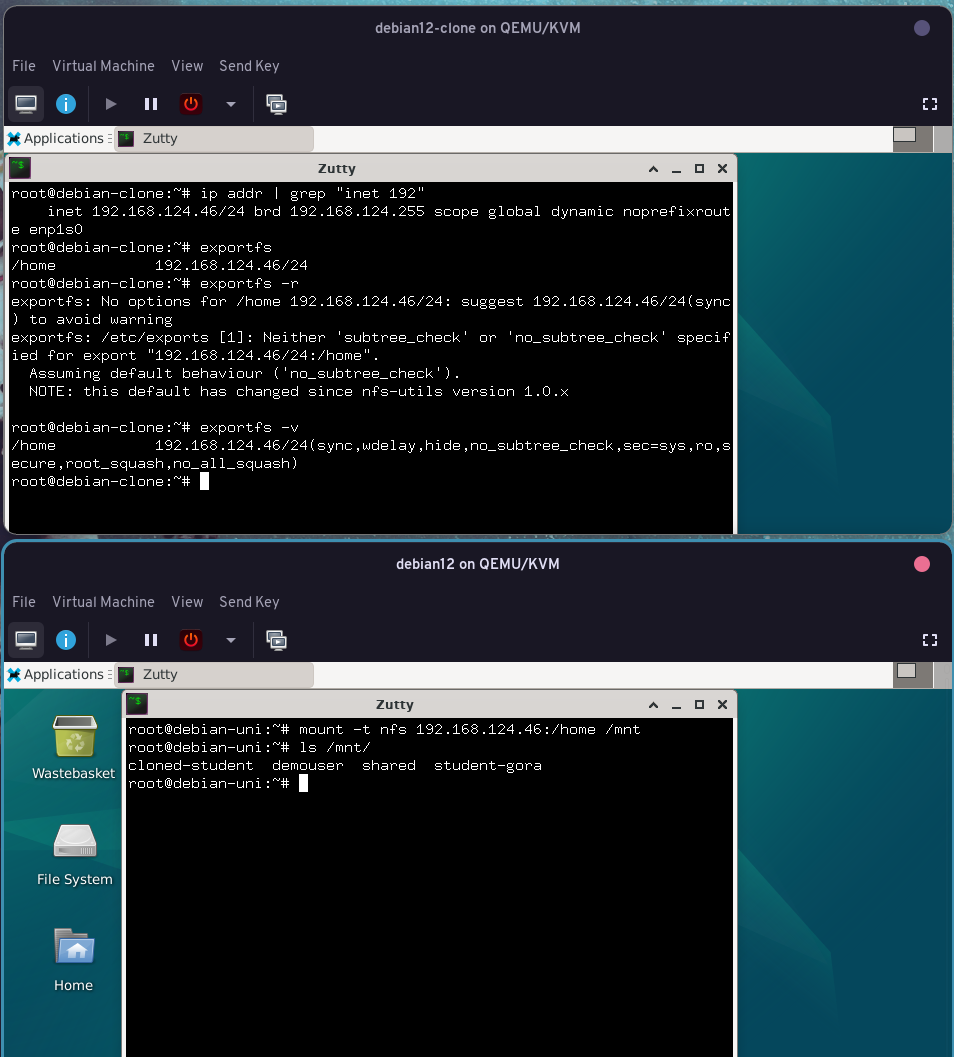 debian12-clone on QEMU/KVM
File Virtual Machine View Send Key
Applications Zutty
Zutty
root@debian-clone:~# ip addr | grep "inet 192"
    inet 192.168.124.46/24 brd 192.168.124.255 scope global dynamic noprefixrout
e enp1s0
root@debian-clone:~# exportfs
/home           192.168.124.46/24
root@debian-clone:~# exportfs -r
exportfs: No options for /home 192.168.124.46/24: suggest 192.168.124.46/24(sync
) to avoid warning
exportfs: /etc/exports [1]: Neither 'subtree_check' or 'no_subtree_check' specif
ied for export "192.168.124.46/24:/home".
  Assuming default behaviour ('no_subtree_check').
  NOTE: this default has changed since nfs-utils version 1.0.x
root@debian-clone:~# exportfs -v
/home           192.168.124.46/24(sync,wdelay,hide,no_subtree_check,sec=sys,ro,s
ecure,root_squash,no_all_squash)
root@debian-clone:~#
debian12 on QEMU/KVM
File Virtual Machine View Send Key
Applications Zutty
Zutty
root@debian-uni:~# mount -t nfs 192.168.124.46:/home /mnt
root@debian-uni:~# ls /mnt/
cloned-student  demouser  shared  student-gora
root@debian-uni:~#
Wastebasket
File System
Home